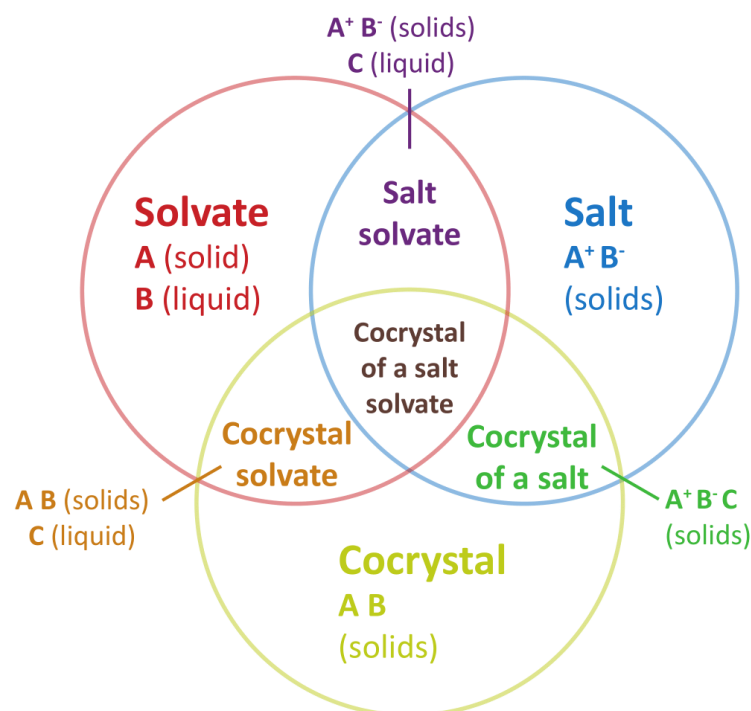 A⁺ B⁻ (solids)
C (liquid)
Solvate
A (solid)
B (liquid)
Salt
solvate
Salt
A⁺ B⁻
(solids)
Cocrystal
of a salt
solvate
Cocrystal
solvate
Cocrystal
of a salt
A B (solids)
C (liquid)
A⁺ B⁻ C
(solids)
Cocrystal
A B
(solids)